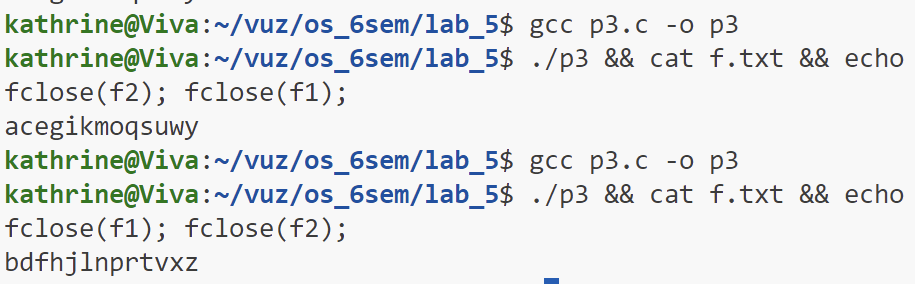 kathrine@Viva:~/vuz/os_6sem/lab_5$ gcc p3.c -o p3
kathrine@Viva:~/vuz/os_6sem/lab_5$ ./p3 && cat f.txt && echo
fclose(f2); fclose(f1);
acegikmoqsuwy
kathrine@Viva:~/vuz/os_6sem/lab_5$ gcc p3.c -o p3
kathrine@Viva:~/vuz/os_6sem/lab_5$ ./p3 && cat f.txt && echo
fclose(f1); fclose(f2);
bdfhjlnprtvxz